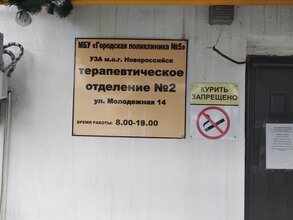 МБУ «Городская поликлиника №5»
УЗА м.о.г. Новороссийск
терапевтическое
отделение №2
ул. Молодежная 14
ВРЕМЯ РАБОТЫ: 8.00-19.00
КУРИТЬ
ЗАПРЕЩЕНО